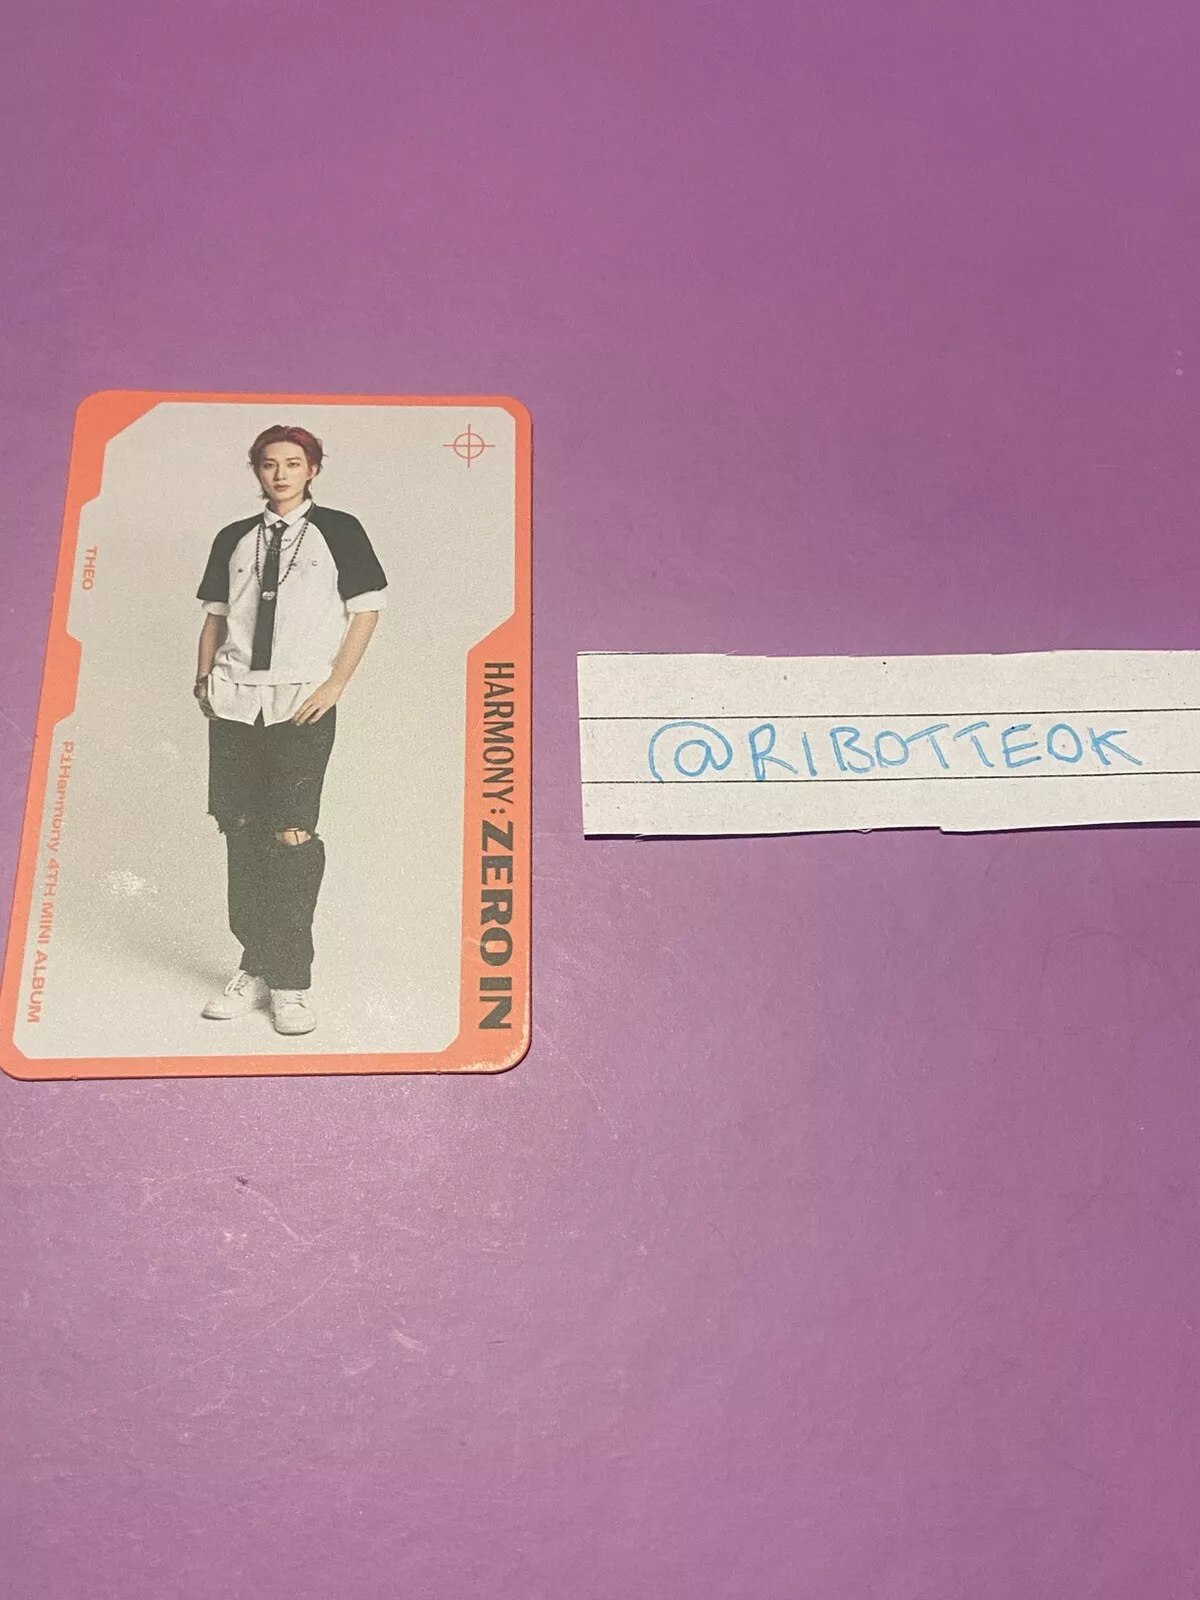 THEO
P1Harmony 4TH MINI ALBUM
HARMONY: ZERO IN
@RIBOTTEOK